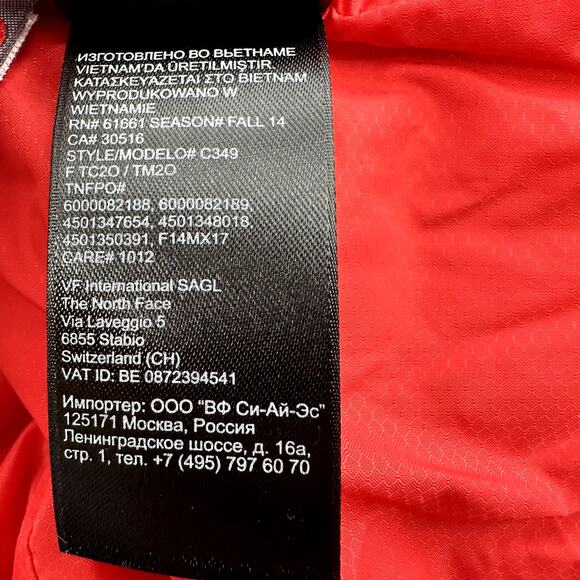 ИЗГОТОВЛЕНО ВО ВЬЕТНАМЕ
VIETNAM'DA ÜRETILMIŞTIR.
ΚΑΤΑΣΚΕΥΑΖΕΤΑΙ ΣΤΟ ΒΙΕΤΝΑΜ
WYPRODUKOWANO W
WIETNAMIE
RN# 61661 SEASON# FALL 14
CA# 30516
STYLE/MODELO# C349
F TC2O / TM2O
TNFPO#
6000082188, 6000082189,
4501347654, 4501348018,
4501350391, F14MX17
CARE# 1012
VF International SAGL
The North Face
Via Laveggio 5
6855 Stabio
Switzerland (CH)
VAT ID: BE 0872394541
Импортер: ООО “ВФ Си-Ай-Эс”
125171 Москва, Россия
Ленинградское шоссе, д. 16а,
стр. 1, тел. +7 (495) 797 60 70